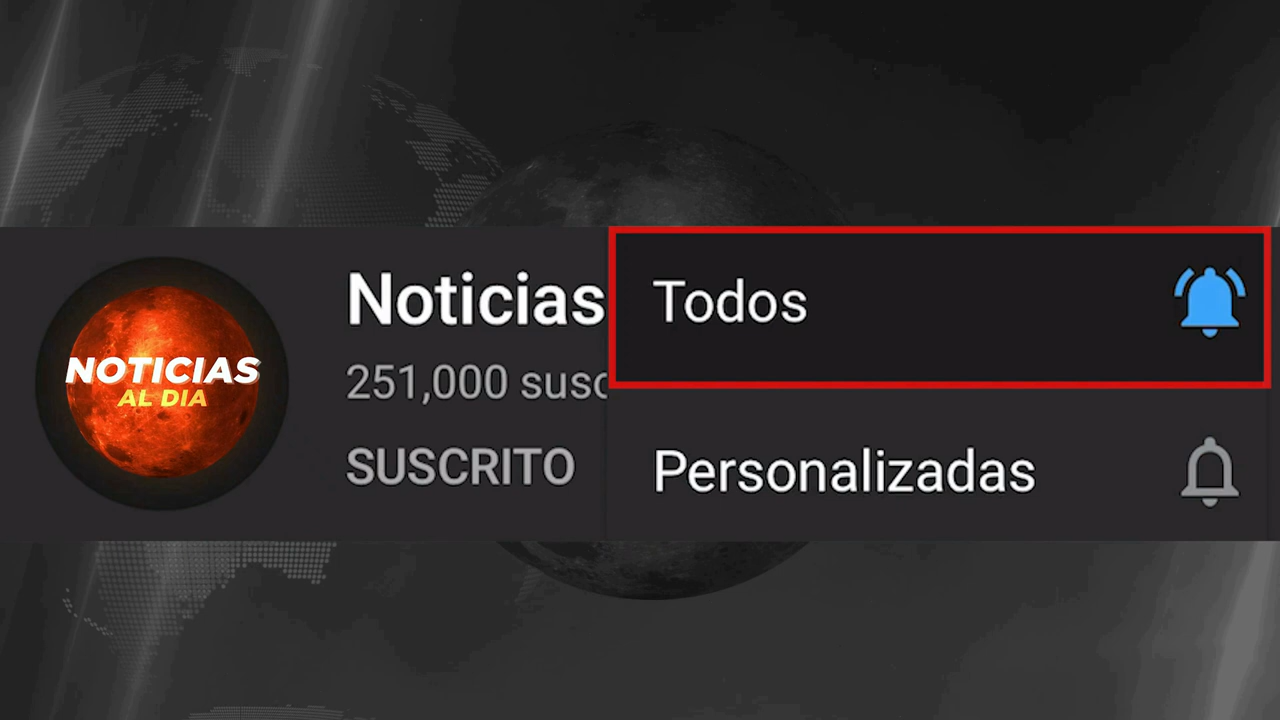 NOTICIAS
AL DIA
Noticias
251,000 susc
SUSCRITO
Todos
Personalizadas